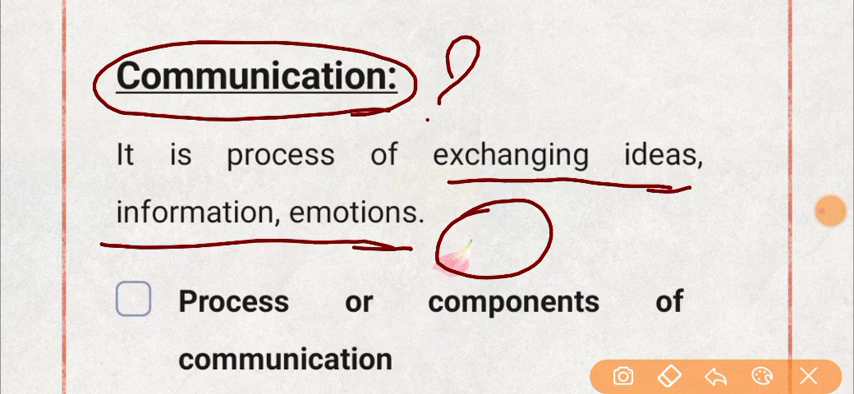 Communication: ?
It is process of exchanging ideas,
information, emotions.
Process or components of
communication